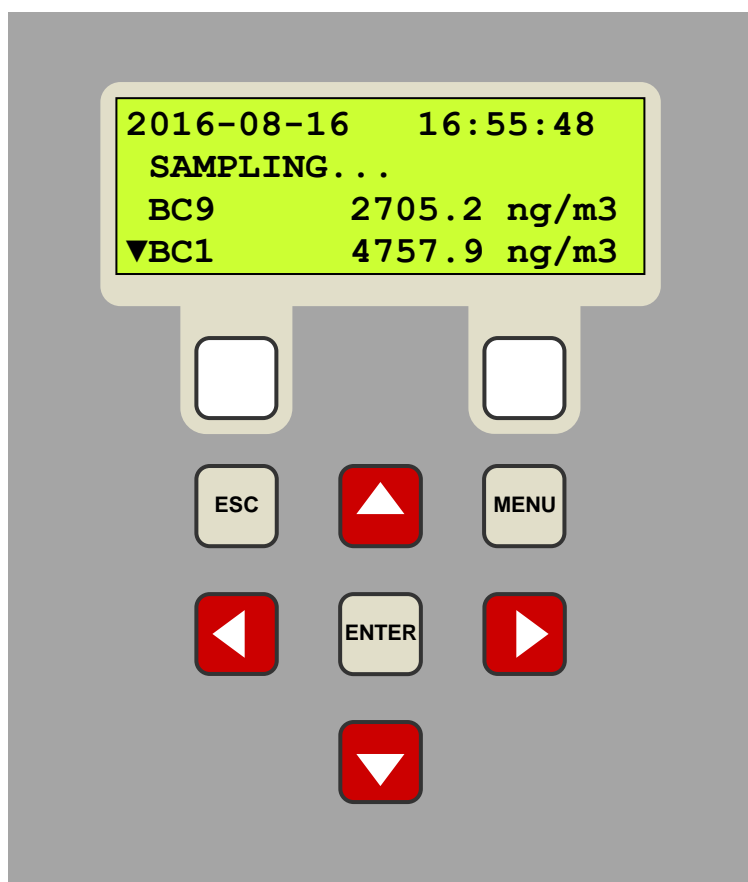 2016-08-16 16:55:48
SAMPLING...
BC9 2705.2 ng/m3
▼BC1 4757.9 ng/m3
ESC
MENU
ENTER